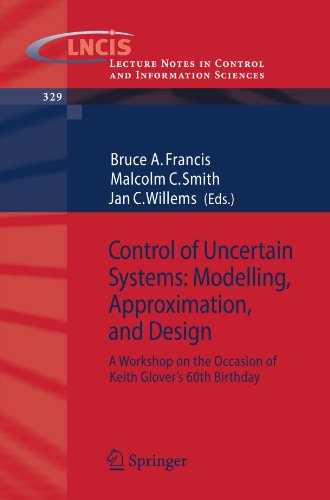 LNCIS
LECTURE NOTES IN CONTROL
AND INFORMATION SCIENCES
329
Bruce A. Francis
Malcolm C. Smith
Jan C. Willems (Eds.)
Control of Uncertain
Systems: Modelling,
Approximation,
and Design
A Workshop on the Occasion of
Keith Glover's 60th Birthday
Springer